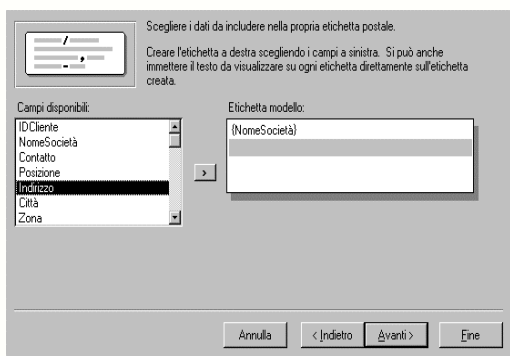 Scegliere i dati da includere nella propria etichetta postale.
Creare l'etichetta a destra scegliendo i campi a sinistra. Si può anche
immettere il testo da visualizzare su ogni etichetta direttamente sull'etichetta
creata.
Campi disponibili:
IDCliente
NomeSocietà
Contatto
Posizione
Indirizzo
Città
Zona
>
Etichetta modello:
{NomeSocietà}
Annulla
< Indietro
Avanti >
Fine